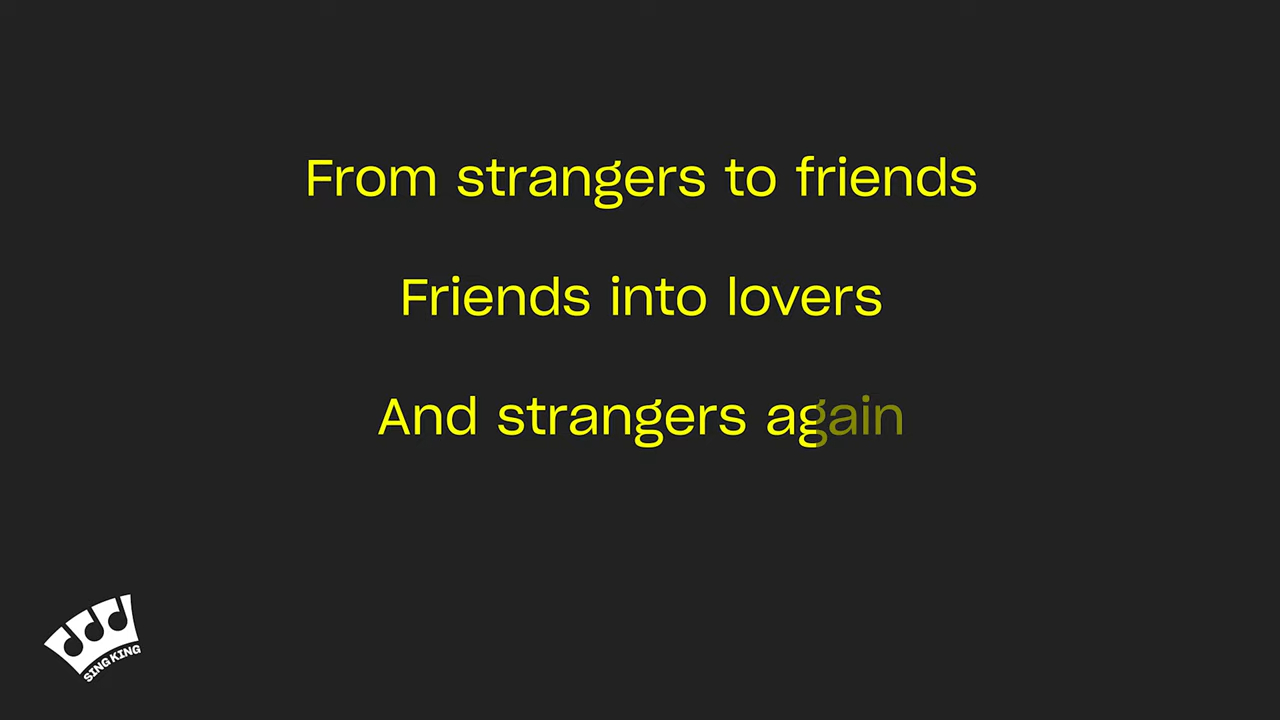 From strangers to friends
Friends into lovers
And strangers again
SING KING